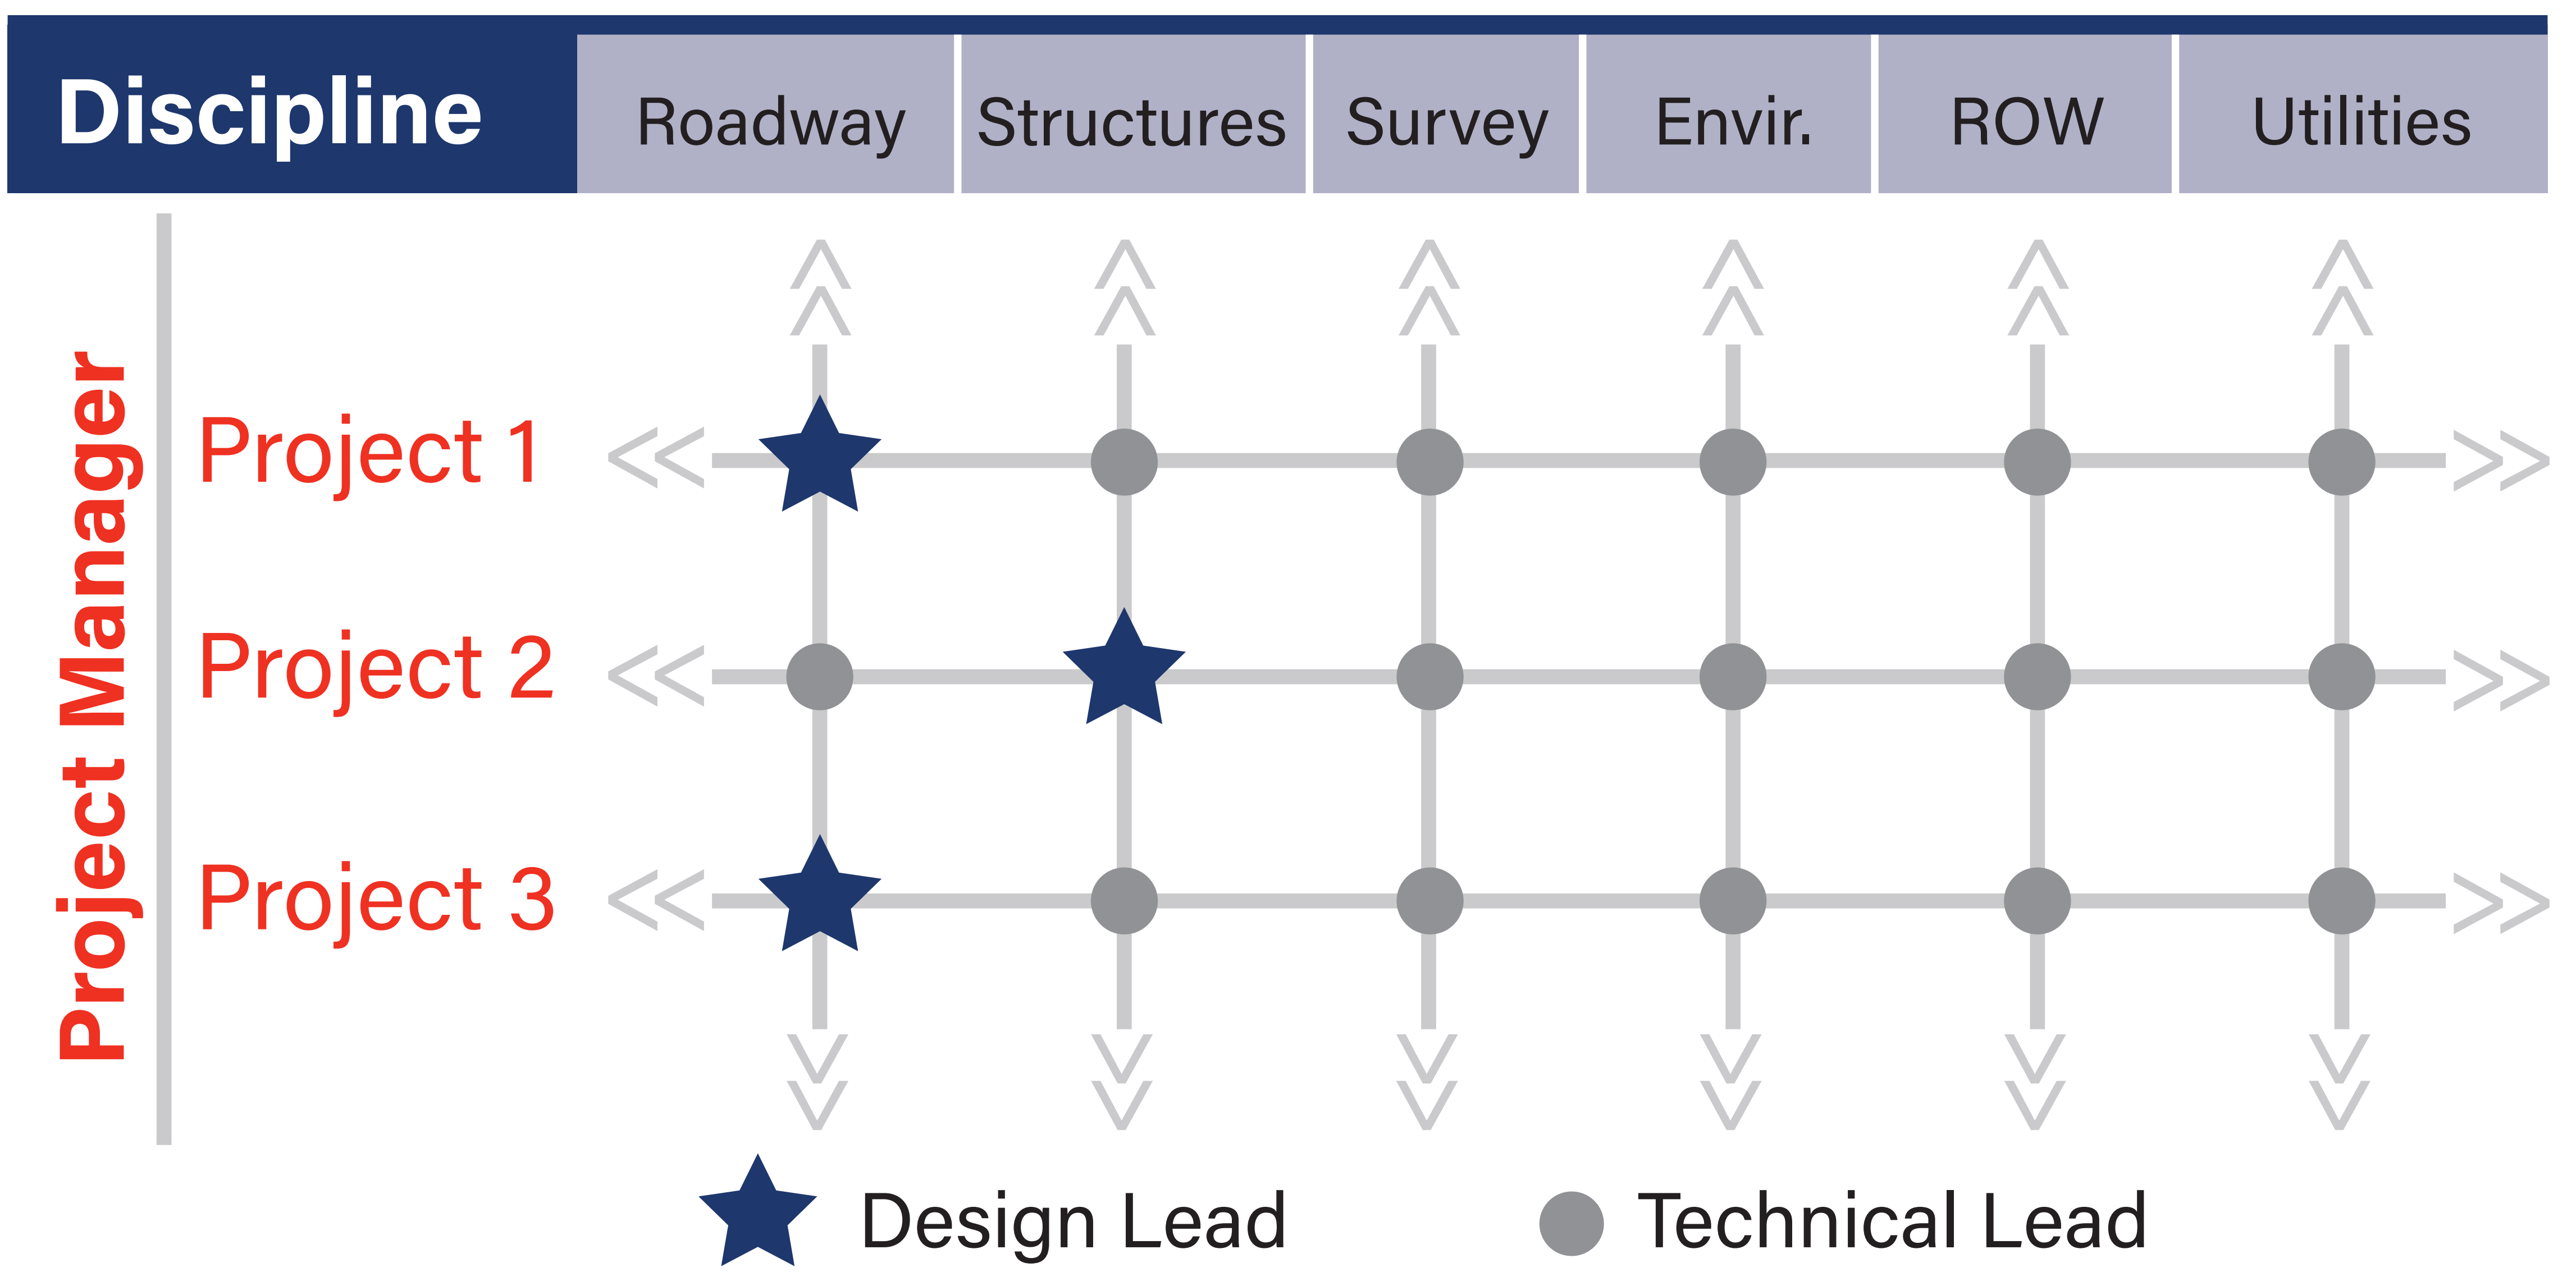 Discipline Roadway Structures Survey Envir. ROW Utilities
Project Manager
Project 1
Project 2
Project 3
Design Lead Technical Lead